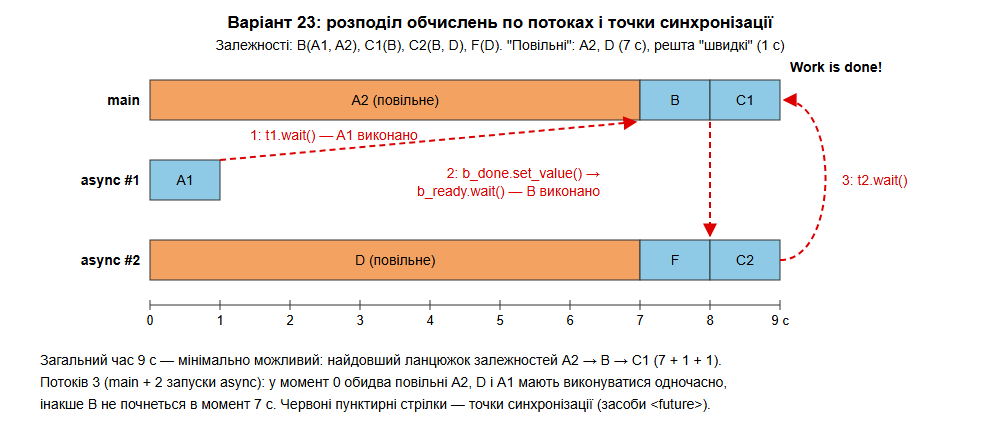 Варіант 23: розподіл обчислень по потоках і точки синхронізації
Залежності: B(A1, A2), C1(B), C2(B, D), F(D). "Повільні": A2, D (7 с), решта "швидкі" (1 с)
Work is done!
main
A2 (повільне)
B
C1
1: t1.wait() — A1 виконано
async #1
A1
2: b_done.set_value() →
b_ready.wait() — B виконано
3: t2.wait()
async #2
D (повільне)
F
C2
0 1 2 3 4 5 6 7 8 9 с
Загальний час 9 с — мінімально можливий: найдовший ланцюжок залежностей A2 → B → C1 (7 + 1 + 1).
Потоків 3 (main + 2 запуски async): у момент 0 обидва повільні A2, D і A1 мають виконуватися одночасно,
інакше B не почнеться в момент 7 с. Червоні пунктирні стрілки — точки синхронізації (засоби <future>).